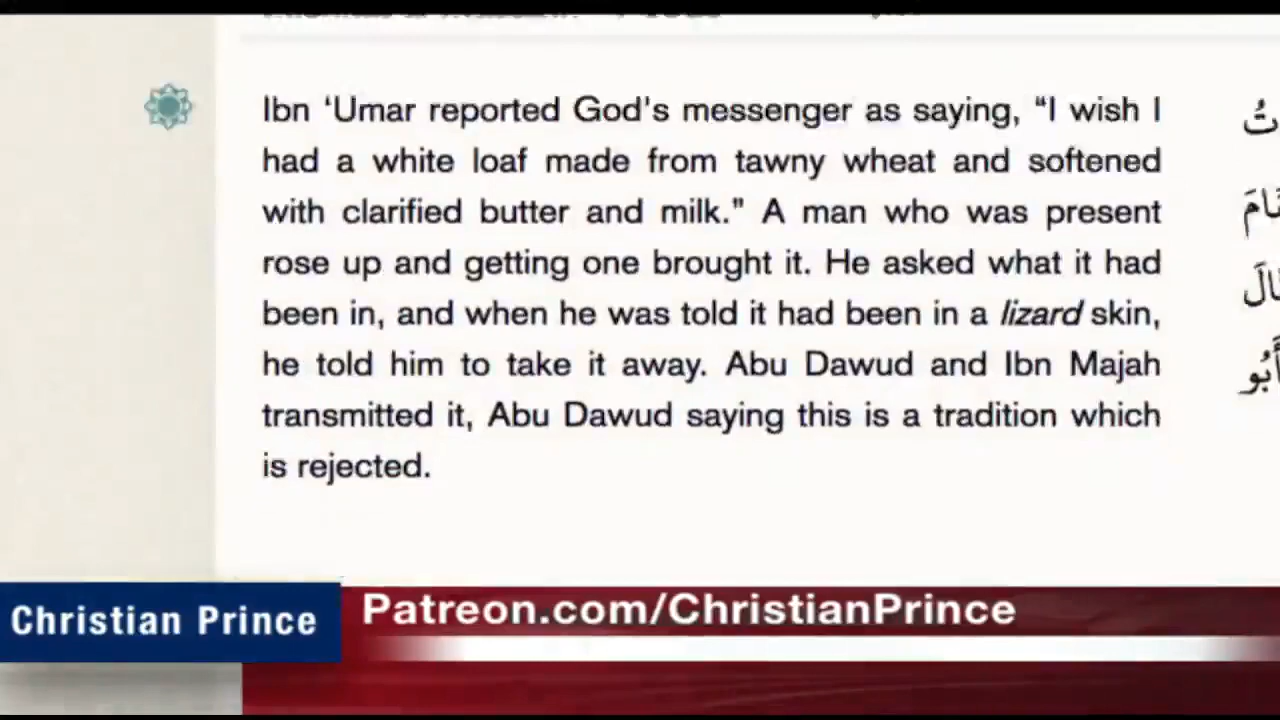 Ibn ‘Umar reported God's messenger as saying, “I wish I
had a white loaf made from tawny wheat and softened
with clarified butter and milk.” A man who was present
rose up and getting one brought it. He asked what it had
been in, and when he was told it had been in a lizard skin,
he told him to take it away. Abu Dawud and Ibn Majah
transmitted it, Abu Dawud saying this is a tradition which
is rejected.
Christian Prince
Patreon.com/ChristianPrince